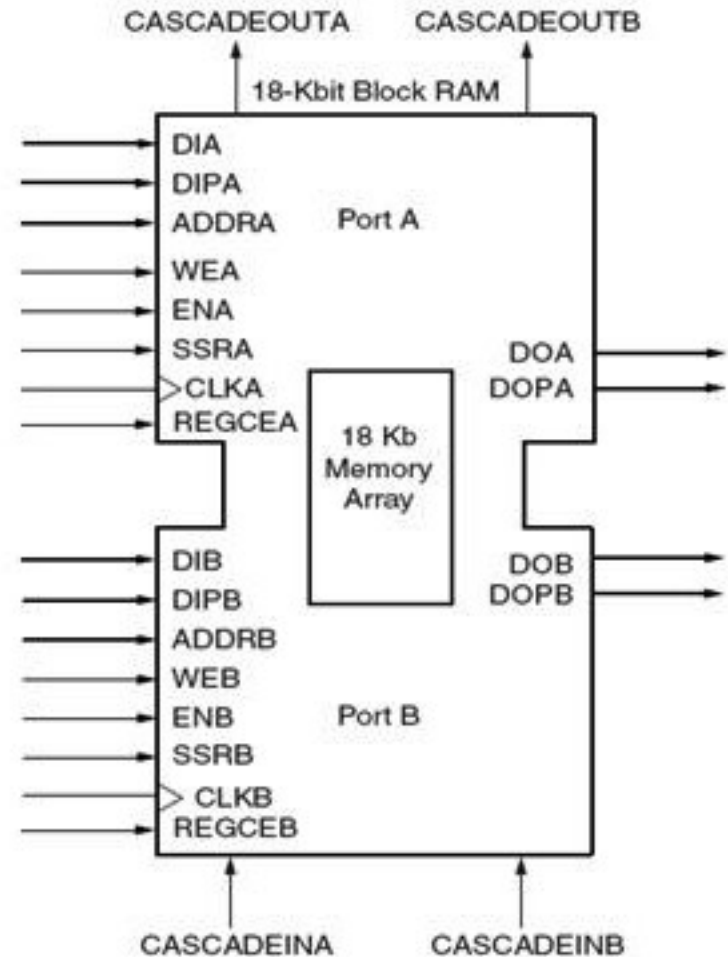 CASCADEOUTA CASCADEOUTB
18-Kbit Block RAM
DIA
DIPA
ADDRA
Port A
WEA
ENA
SSRA
CLKA
REGCEA
DOA
DOPA
18 Kb
Memory
Array
DIB
DIPB
ADDRB
WEB
ENB
SSRB
CLKB
REGCEB
Port B
DOB
DOPB
CASCADEINA CASCADEINB